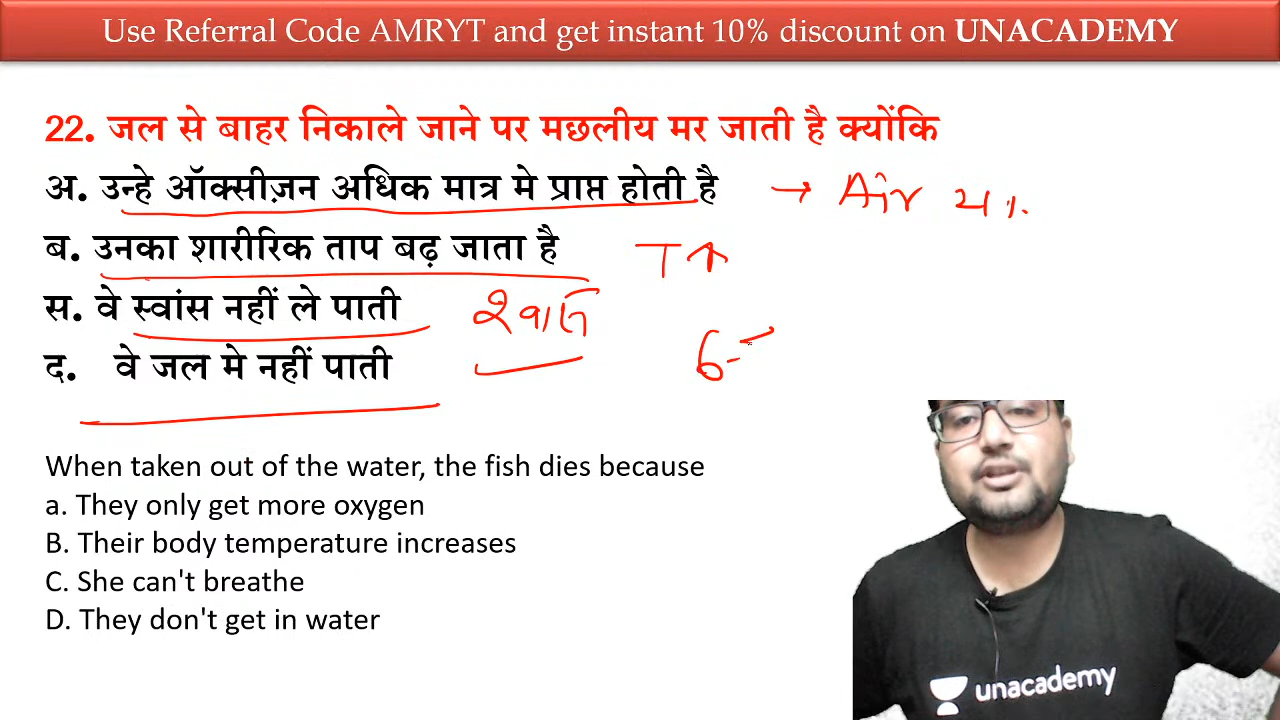 Use Referral Code AMRYT and get instant 10% discount on UNACADEMY
22. जल से बाहर निकाले जाने पर मछलीय मर जाती है क्योंकि
अ. उन्हे ऑक्सीज़न अधिक मात्र मे प्राप्त होती है → Air
ब. उनका शारीरिक ताप बढ़ जाता है T↑
स. वे स्वांस नहीं ले पाती
द. वे जल मे नहीं पाती
When taken out of the water, the fish dies because
a. They only get more oxygen
B. Their body temperature increases
C. She can't breathe
D. They don't get in water
unacademy